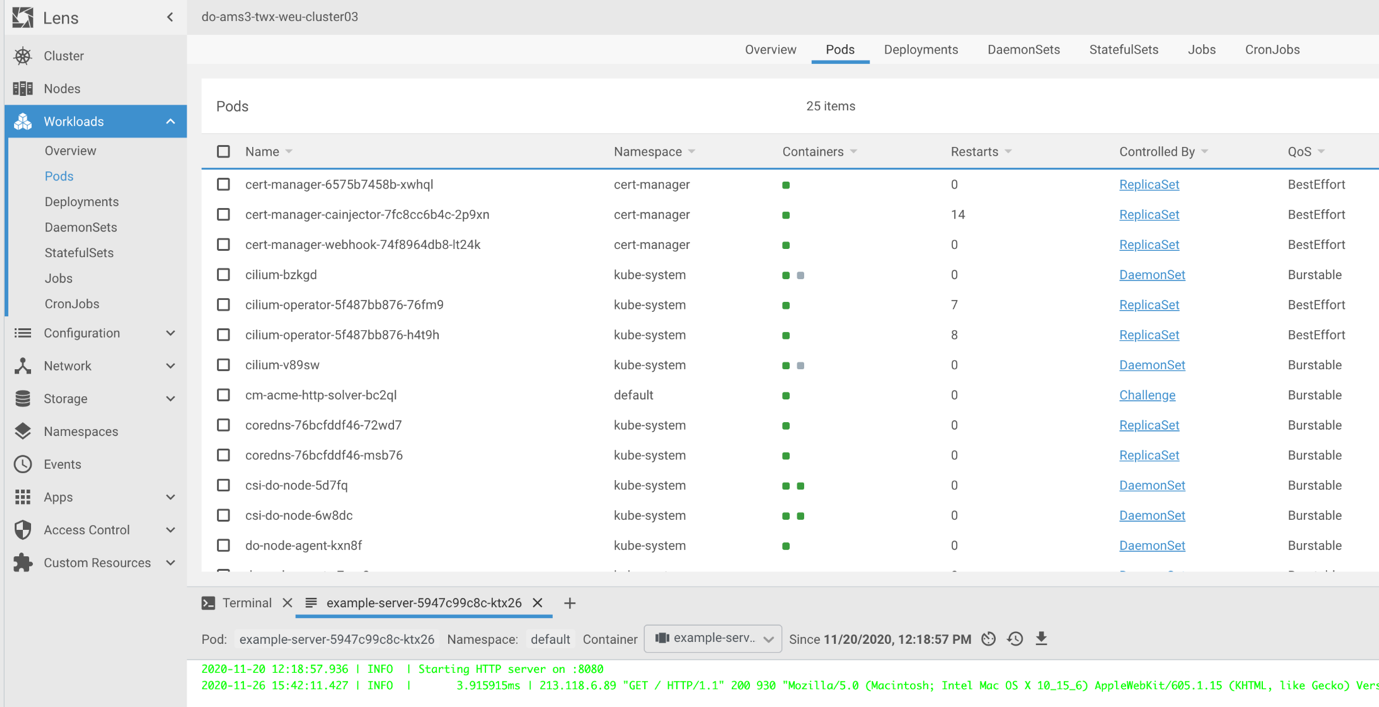 Lens
do-ams3-twx-weu-cluster03
Cluster
Nodes
Workloads
Overview
Pods
Deployments
DaemonSets
StatefulSets
Jobs
CronJobs
Configuration
Network
Storage
Namespaces
Events
Apps
Access Control
Custom Resources
Overview Pods Deployments DaemonSets StatefulSets Jobs CronJobs
Pods 25 items
Name Namespace Containers Restarts Controlled By QoS
cert-manager-6575b7458b-xwhql cert-manager 0 ReplicaSet BestEffort
cert-manager-cainjector-7fc8cc6b4c-2p9xn cert-manager 14 ReplicaSet BestEffort
cert-manager-webhook-74f8964db8-lt24k cert-manager 0 ReplicaSet BestEffort
cilium-bzkgd kube-system 0 DaemonSet Burstable
cilium-operator-5f487bb876-76fm9 kube-system 7 ReplicaSet BestEffort
cilium-operator-5f487bb876-h4t9h kube-system 8 ReplicaSet BestEffort
cilium-v89sw kube-system 0 DaemonSet Burstable
cm-acme-http-solver-bc2ql default 0 Challenge Burstable
coredns-76bcfddf46-72wd7 kube-system 0 ReplicaSet Burstable
coredns-76bcfddf46-msb76 kube-system 0 ReplicaSet Burstable
csi-do-node-5d7fq kube-system 0 DaemonSet Burstable
csi-do-node-6w8dc kube-system 0 DaemonSet Burstable
do-node-agent-kxn8f kube-system 0 DaemonSet Burstable
Terminal example-server-5947c99c8c-ktx26
Pod: example-server-5947c99c8c-ktx26 Namespace: default Container example-serv.. Since 11/20/2020, 12:18:57 PM
2020-11-20 12:18:57.936 | INFO | Starting HTTP server on :8080
2020-11-26 15:42:11.427 | INFO | 3.915915ms | 213.118.6.89 "GET / HTTP/1.1" 200 930 "Mozilla/5.0 (Macintosh; Intel Mac OS X 10_15_6) AppleWebKit/605.1.15 (KHTML, like Gecko) Vers